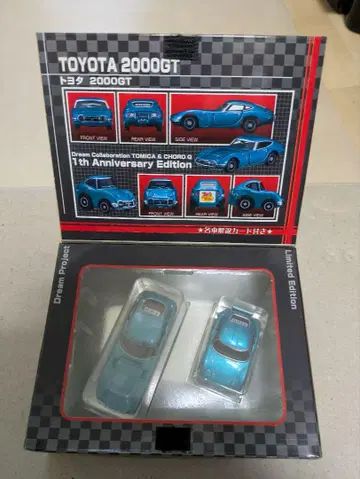 TOYOTA 2000GT
トヨタ 2000GT
FRONT VIEW
REAR VIEW
SIDE VIEW
Dream Collaboration TOMICA & CHORO Q
1th Anniversary Edition
FRONT VIEW
REAR VIEW
SIDE VIEW
★名車解説カード付き★
Dream Project
Limited Edition